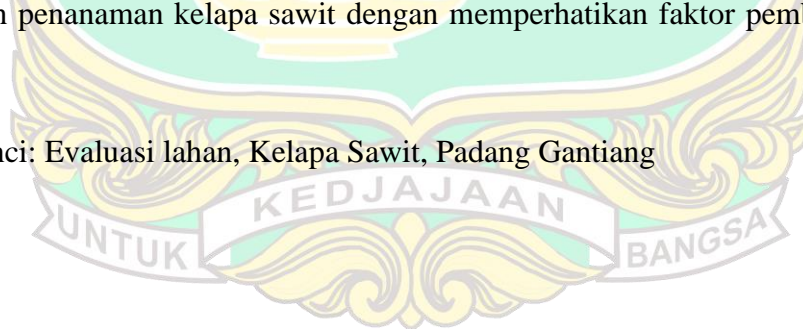 penanaman kelapa sawit dengan memperhatikan faktor
Evaluasi lahan, Kelapa Sawit, Padang Gantiang
UNTUK KEDJAJAAN BANGSA